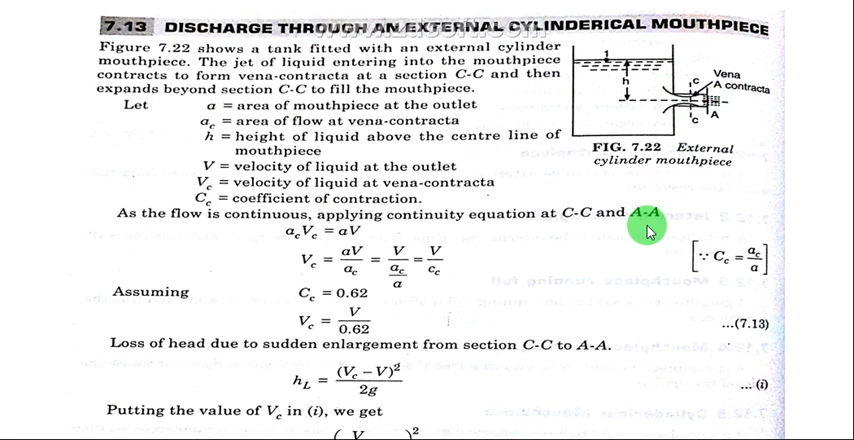 7.13 DISCHARGE THROUGH AN EXTERNAL CYLINDERICAL MOUTHPIECE
Figure 7.22 shows a tank fitted with an external cylinder
mouthpiece. The jet of liquid entering into the mouthpiece
contracts to form vena-contracta at a section C-C and then
expands beyond section C-C to fill the mouthpiece.
Let a = area of mouthpiece at the outlet
a_c = area of flow at vena-contracta
h = height of liquid above the centre line of
mouthpiece
V = velocity of liquid at the outlet
V_c = velocity of liquid at vena-contracta
C_c = coefficient of contraction.
1
h
C
Vena
A contracta
C
A
FIG. 7.22 External
cylinder mouthpiece
As the flow is continuous, applying continuity equation at C-C and A-A
a_c V_c = aV
V_c = aV / a_c = V / (a_c / a) = V / c_c [∵ C_c = a_c / a]
Assuming C_c = 0.62
V_c = V / 0.62 ...(7.13)
Loss of head due to sudden enlargement from section C-C to A-A.
h_L = (V_c – V)² / 2g ... (i)
Putting the value of V_c in (i), we get